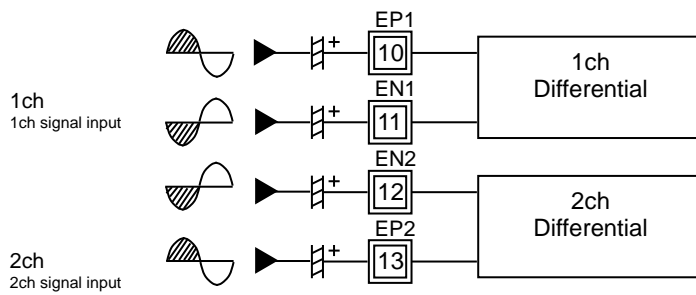 EP1
+
10
1ch
Differential
1ch
1ch signal input
EN1
+
11
EN2
+
12
2ch
Differential
2ch
2ch signal input
EP2
+
13